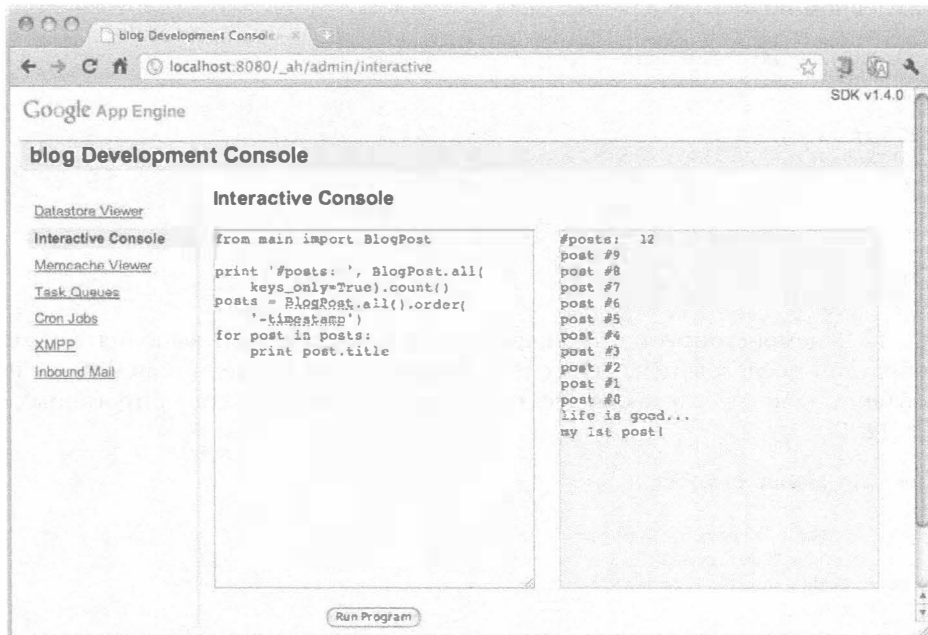 blog Development Console
localhost:8080/_ah/admin/interactive
SDK v1.4.0
Google App Engine
blog Development Console
Datastore Viewer
Interactive Console
Memcache Viewer
Task Queues
Cron Jobs
XMPP
Inbound Mail
Interactive Console
from main import BlogPost
print '#posts: ', BlogPost.all(
keys_only=True).count()
posts = BlogPost.all().order(
'-timestamp')
for post in posts:
print post.title
#posts:  12
post #9
post #8
post #7
post #6
post #5
post #4
post #3
post #2
post #1
post #0
life is good...
my 1st post!
Run Program